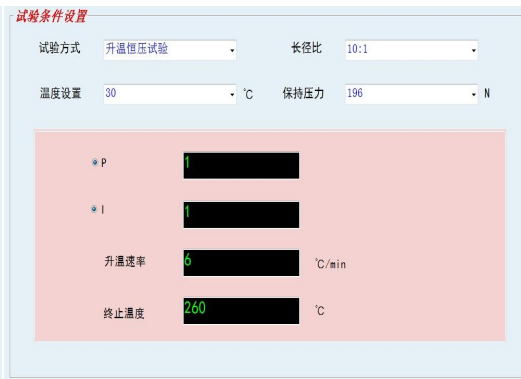 试验条件设置
试验方式 升温恒压试验 长径比 10:1
温度设置 30 ℃ 保持压力 196 N
P 1
I 1
升温速率 6 ℃/min
终止温度 260 ℃